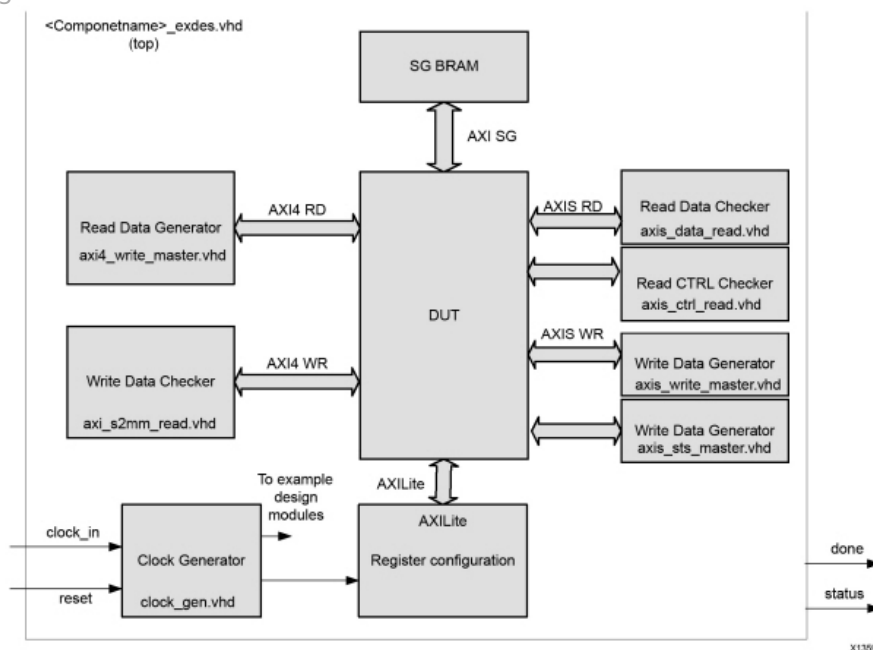 <Componetname>_exdes.vhd
(top)
SG BRAM
AXI SG
Read Data Generator
axi4_write_master.vhd
AXI4 RD
DUT
AXIS RD
Read Data Checker
axis_data_read.vhd
Read CTRL Checker
axis_ctrl_read.vhd
Write Data Checker
axi_s2mm_read.vhd
AXI4 WR
AXIS WR
Write Data Generator
axis_write_master.vhd
Write Data Generator
axis_sts_master.vhd
AXILite
To example
design
modules
clock_in
reset
Clock Generator
clock_gen.vhd
AXILite
Register configuration
done
status